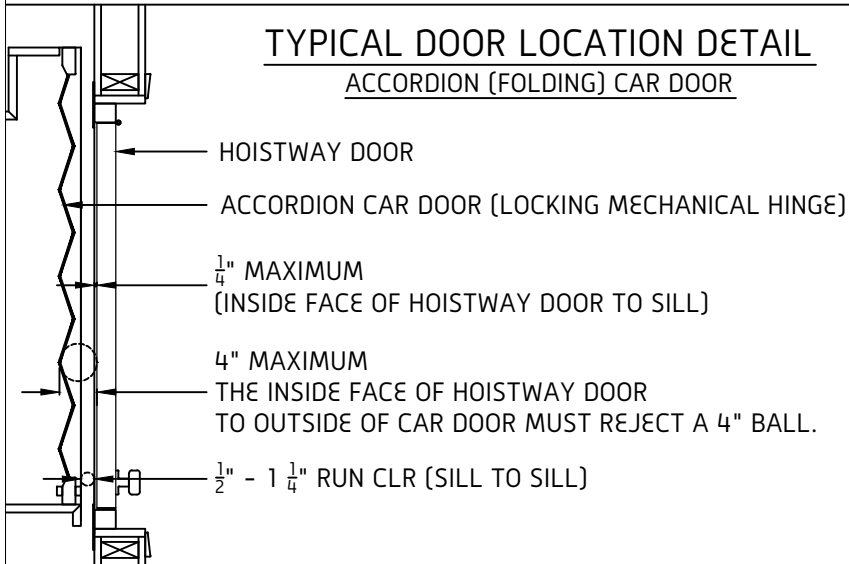 TYPICAL DOOR LOCATION DETAIL
ACCORDION (FOLDING) CAR DOOR
HOISTWAY DOOR
ACCORDION CAR DOOR (LOCKING MECHANICAL HINGE)
1/4" MAXIMUM
(INSIDE FACE OF HOISTWAY DOOR TO SILL)
4" MAXIMUM
THE INSIDE FACE OF HOISTWAY DOOR
TO OUTSIDE OF CAR DOOR MUST REJECT A 4" BALL.
1/2" - 1 1/4" RUN CLR (SILL TO SILL)